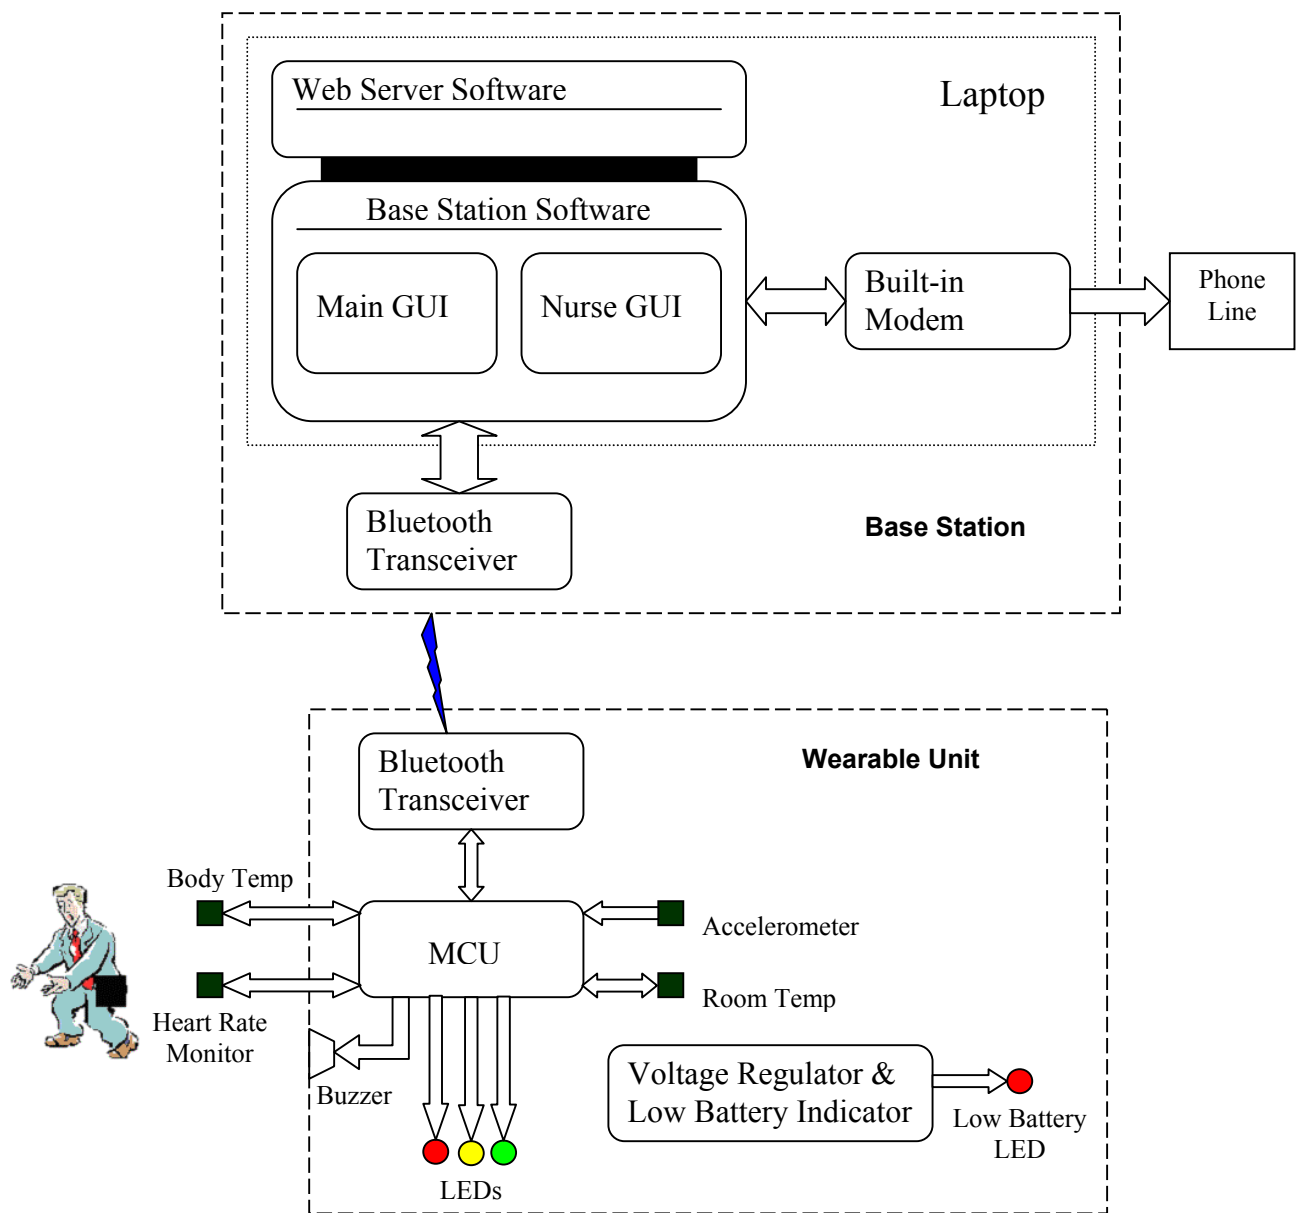 Web Server Software
Laptop
Base Station Software
Main GUI
Nurse GUI
Built-in
Modem
Phone
Line
Bluetooth
Transceiver
Base Station
Bluetooth
Transceiver
Wearable Unit
Body Temp
MCU
Accelerometer
Heart Rate
Monitor
Room Temp
Buzzer
Voltage Regulator &
Low Battery Indicator
Low Battery
LED
LEDs